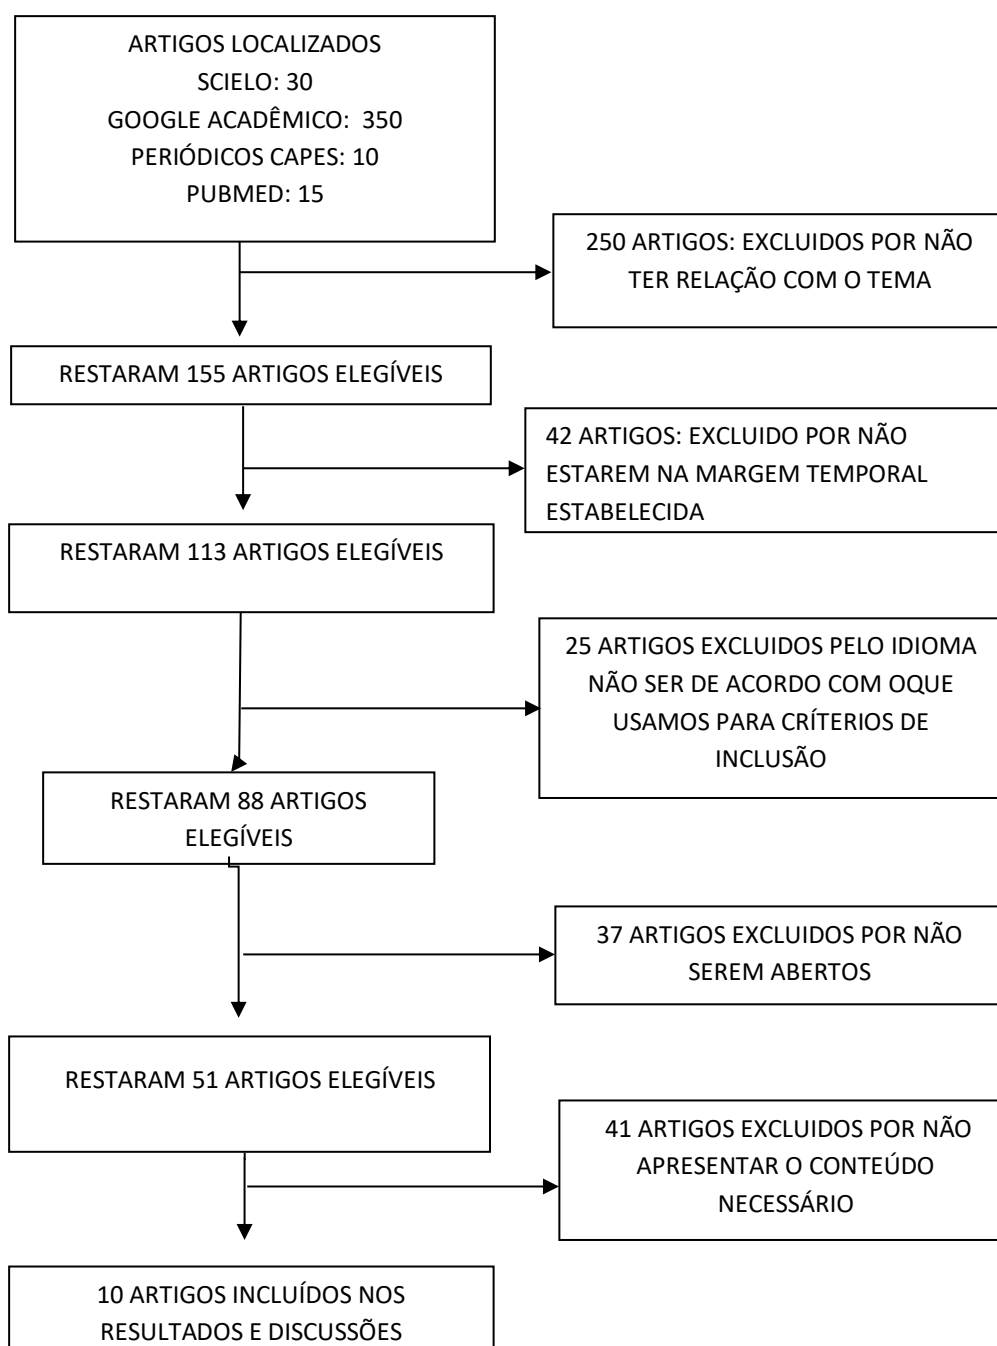 ARTIGOS LOCALIZADOS
SCIELO: 30
GOOGLE ACADÊMICO: 350
PERIÓDICOS CAPES: 10
PUBMED: 15
250 ARTIGOS: EXCLUIDOS POR NÃO
TER RELAÇÃO COM O TEMA
RESTARAM 155 ARTIGOS ELEGÍVEIS
42 ARTIGOS: EXCLUIDO POR NÃO
ESTAREM NA MARGEM TEMPORAL
ESTABELECIDA
RESTARAM 113 ARTIGOS ELEGÍVEIS
25 ARTIGOS EXCLUIDOS PELO IDIOMA
NÃO SER DE ACORDO COM OQUE
USAMOS PARA CRÍTERIOS DE
INCLUSÃO
RESTARAM 88 ARTIGOS
ELEGÍVEIS
37 ARTIGOS EXCLUIDOS POR NÃO
SEREM ABERTOS
RESTARAM 51 ARTIGOS ELEGÍVEIS
41 ARTIGOS EXCLUIDOS POR NÃO
APRESENTAR O CONTEÚDO
NECESSÁRIO
10 ARTIGOS INCLUÍDOS NOS
RESULTADOS E DISCUSSÕES